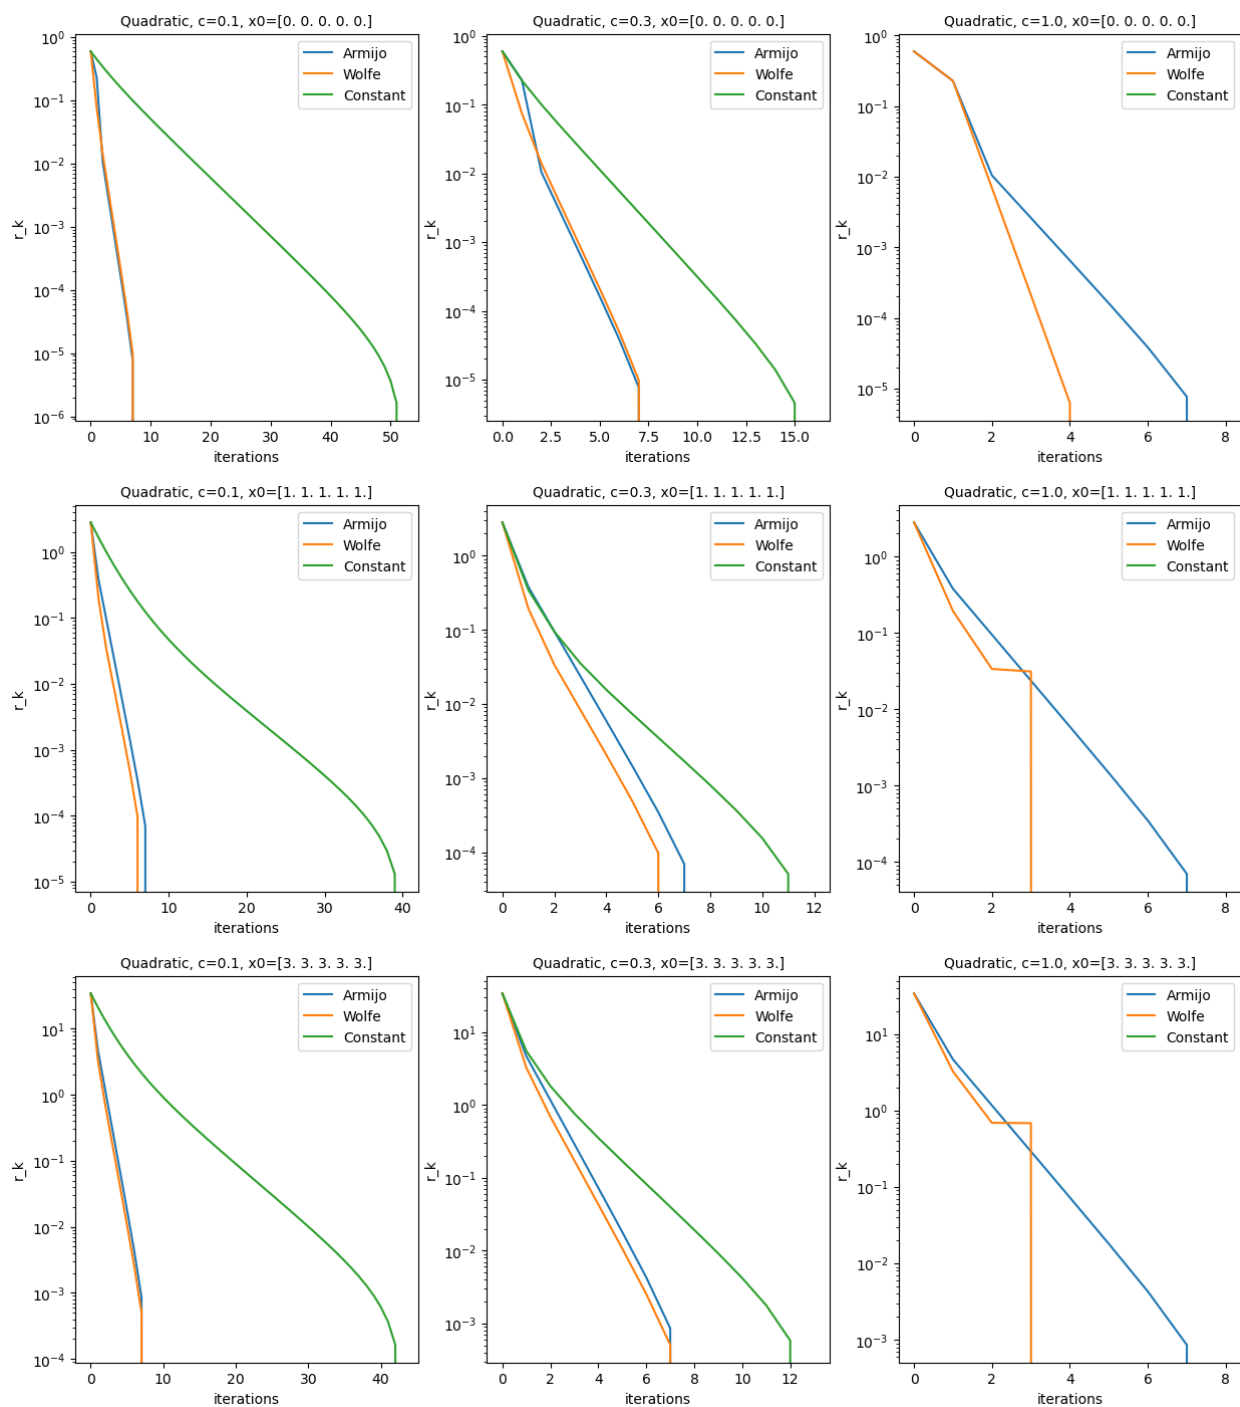 Quadratic, c=0.1, x0=[0. 0. 0. 0. 0.]
10^0
10^-1
10^-2
10^-3
10^-4
10^-5
10^-6
r_k
Armijo
Wolfe
Constant
0 10 20 30 40 50
iterations
Quadratic, c=0.3, x0=[0. 0. 0. 0. 0.]
10^0
10^-1
10^-2
10^-3
10^-4
10^-5
r_k
Armijo
Wolfe
Constant
0.0 2.5 5.0 7.5 10.0 12.5 15.0
iterations
Quadratic, c=1.0, x0=[0. 0. 0. 0. 0.]
10^0
10^-1
10^-2
10^-3
10^-4
10^-5
r_k
Armijo
Wolfe
Constant
0 2 4 6 8
iterations
Quadratic, c=0.1, x0=[1. 1. 1. 1. 1.]
10^0
10^-1
10^-2
10^-3
10^-4
10^-5
r_k
Armijo
Wolfe
Constant
0 10 20 30 40
iterations
Quadratic, c=0.3, x0=[1. 1. 1. 1. 1.]
10^0
10^-1
10^-2
10^-3
10^-4
r_k
Armijo
Wolfe
Constant
0 2 4 6 8 10 12
iterations
Quadratic, c=1.0, x0=[1. 1. 1. 1. 1.]
10^0
10^-1
10^-2
10^-3
10^-4
r_k
Armijo
Wolfe
Constant
0 2 4 6 8
iterations
Quadratic, c=0.1, x0=[3. 3. 3. 3. 3.]
10^1
10^0
10^-1
10^-2
10^-3
10^-4
r_k
Armijo
Wolfe
Constant
0 10 20 30 40
iterations
Quadratic, c=0.3, x0=[3. 3. 3. 3. 3.]
10^1
10^0
10^-1
10^-2
10^-3
r_k
Armijo
Wolfe
Constant
0 2 4 6 8 10 12
iterations
Quadratic, c=1.0, x0=[3. 3. 3. 3. 3.]
10^1
10^0
10^-1
10^-2
10^-3
r_k
Armijo
Wolfe
Constant
0 2 4 6 8
iterations